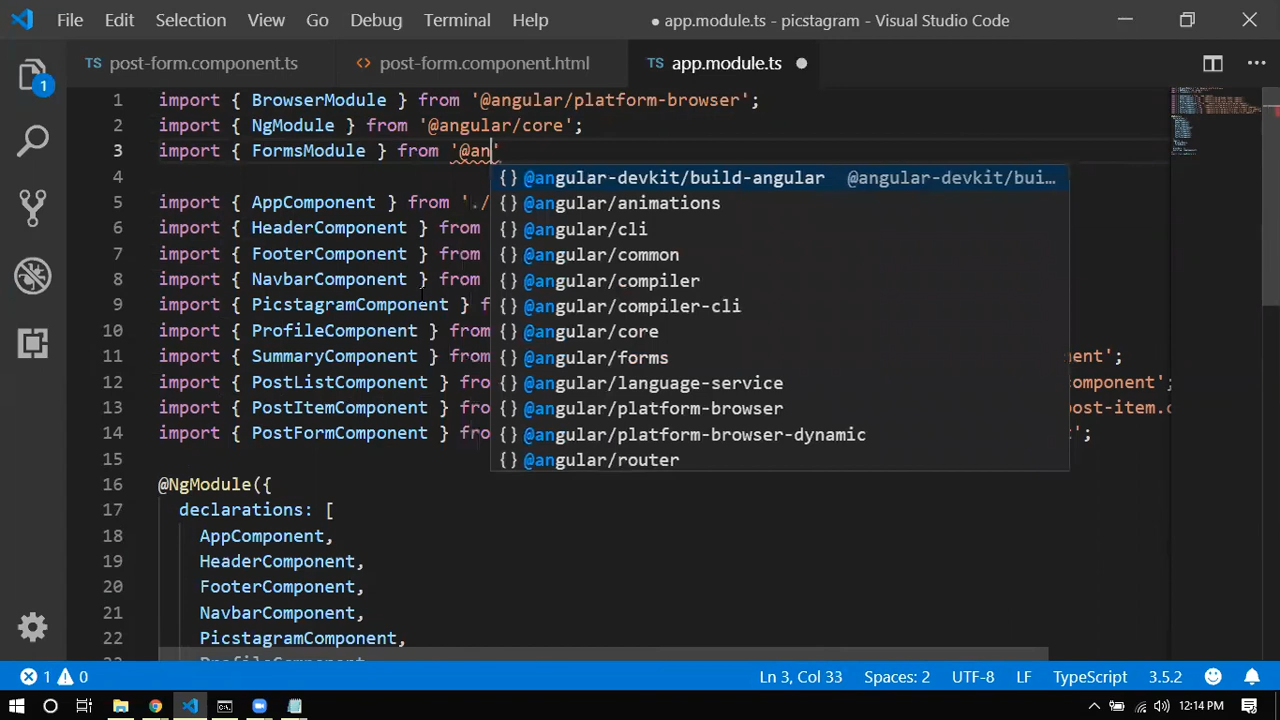 File Edit Selection View Go Debug Terminal Help ● app.module.ts - picstagram - Visual Studio Code
TS post-form.component.ts <> post-form.component.html TS app.module.ts ●
1 import { BrowserModule } from '@angular/platform-browser';
2 import { NgModule } from '@angular/core';
3 import { FormsModule } from '@an'
4
{} @angular-devkit/build-angular @angular-devkit/bui...
{} @angular/animations
{} @angular/cli
{} @angular/common
{} @angular/compiler
{} @angular/compiler-cli
{} @angular/core
{} @angular/forms
{} @angular/language-service
{} @angular/platform-browser
{} @angular/platform-browser-dynamic
{} @angular/router
5 import { AppComponent } from './
6 import { HeaderComponent } from
7 import { FooterComponent } from
8 import { NavbarComponent } from
9 import { PicstagramComponent } f
10 import { ProfileComponent } from
11 import { SummaryComponent } from ent';
12 import { PostListComponent } fro component';
13 import { PostItemComponent } fro post-item.c
14 import { PostFormComponent } fro ';
15
16 @NgModule({
17 declarations: [
18 AppComponent,
19 HeaderComponent,
20 FooterComponent,
21 NavbarComponent,
22 PicstagramComponent,
23 ProfileComponent
1
1 0 Ln 3, Col 33 Spaces: 2 UTF-8 LF TypeScript 3.5.2
12:14 PM